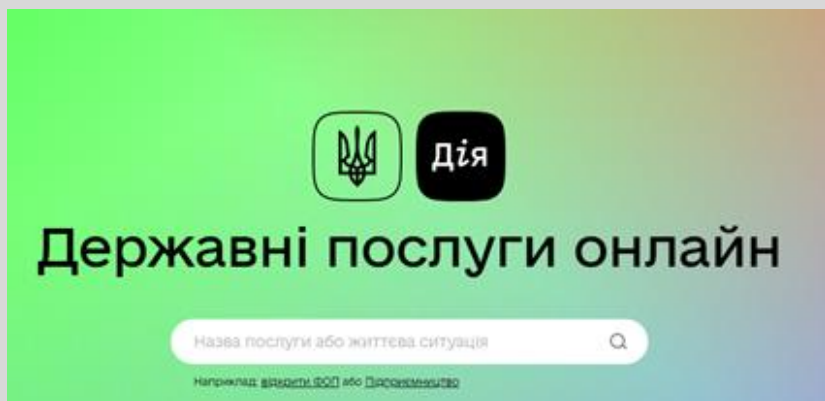 Дія
Державні послуги онлайн
Назва послуги або життєва ситуація
Наприклад: відкрити ФОП або Підприємництво